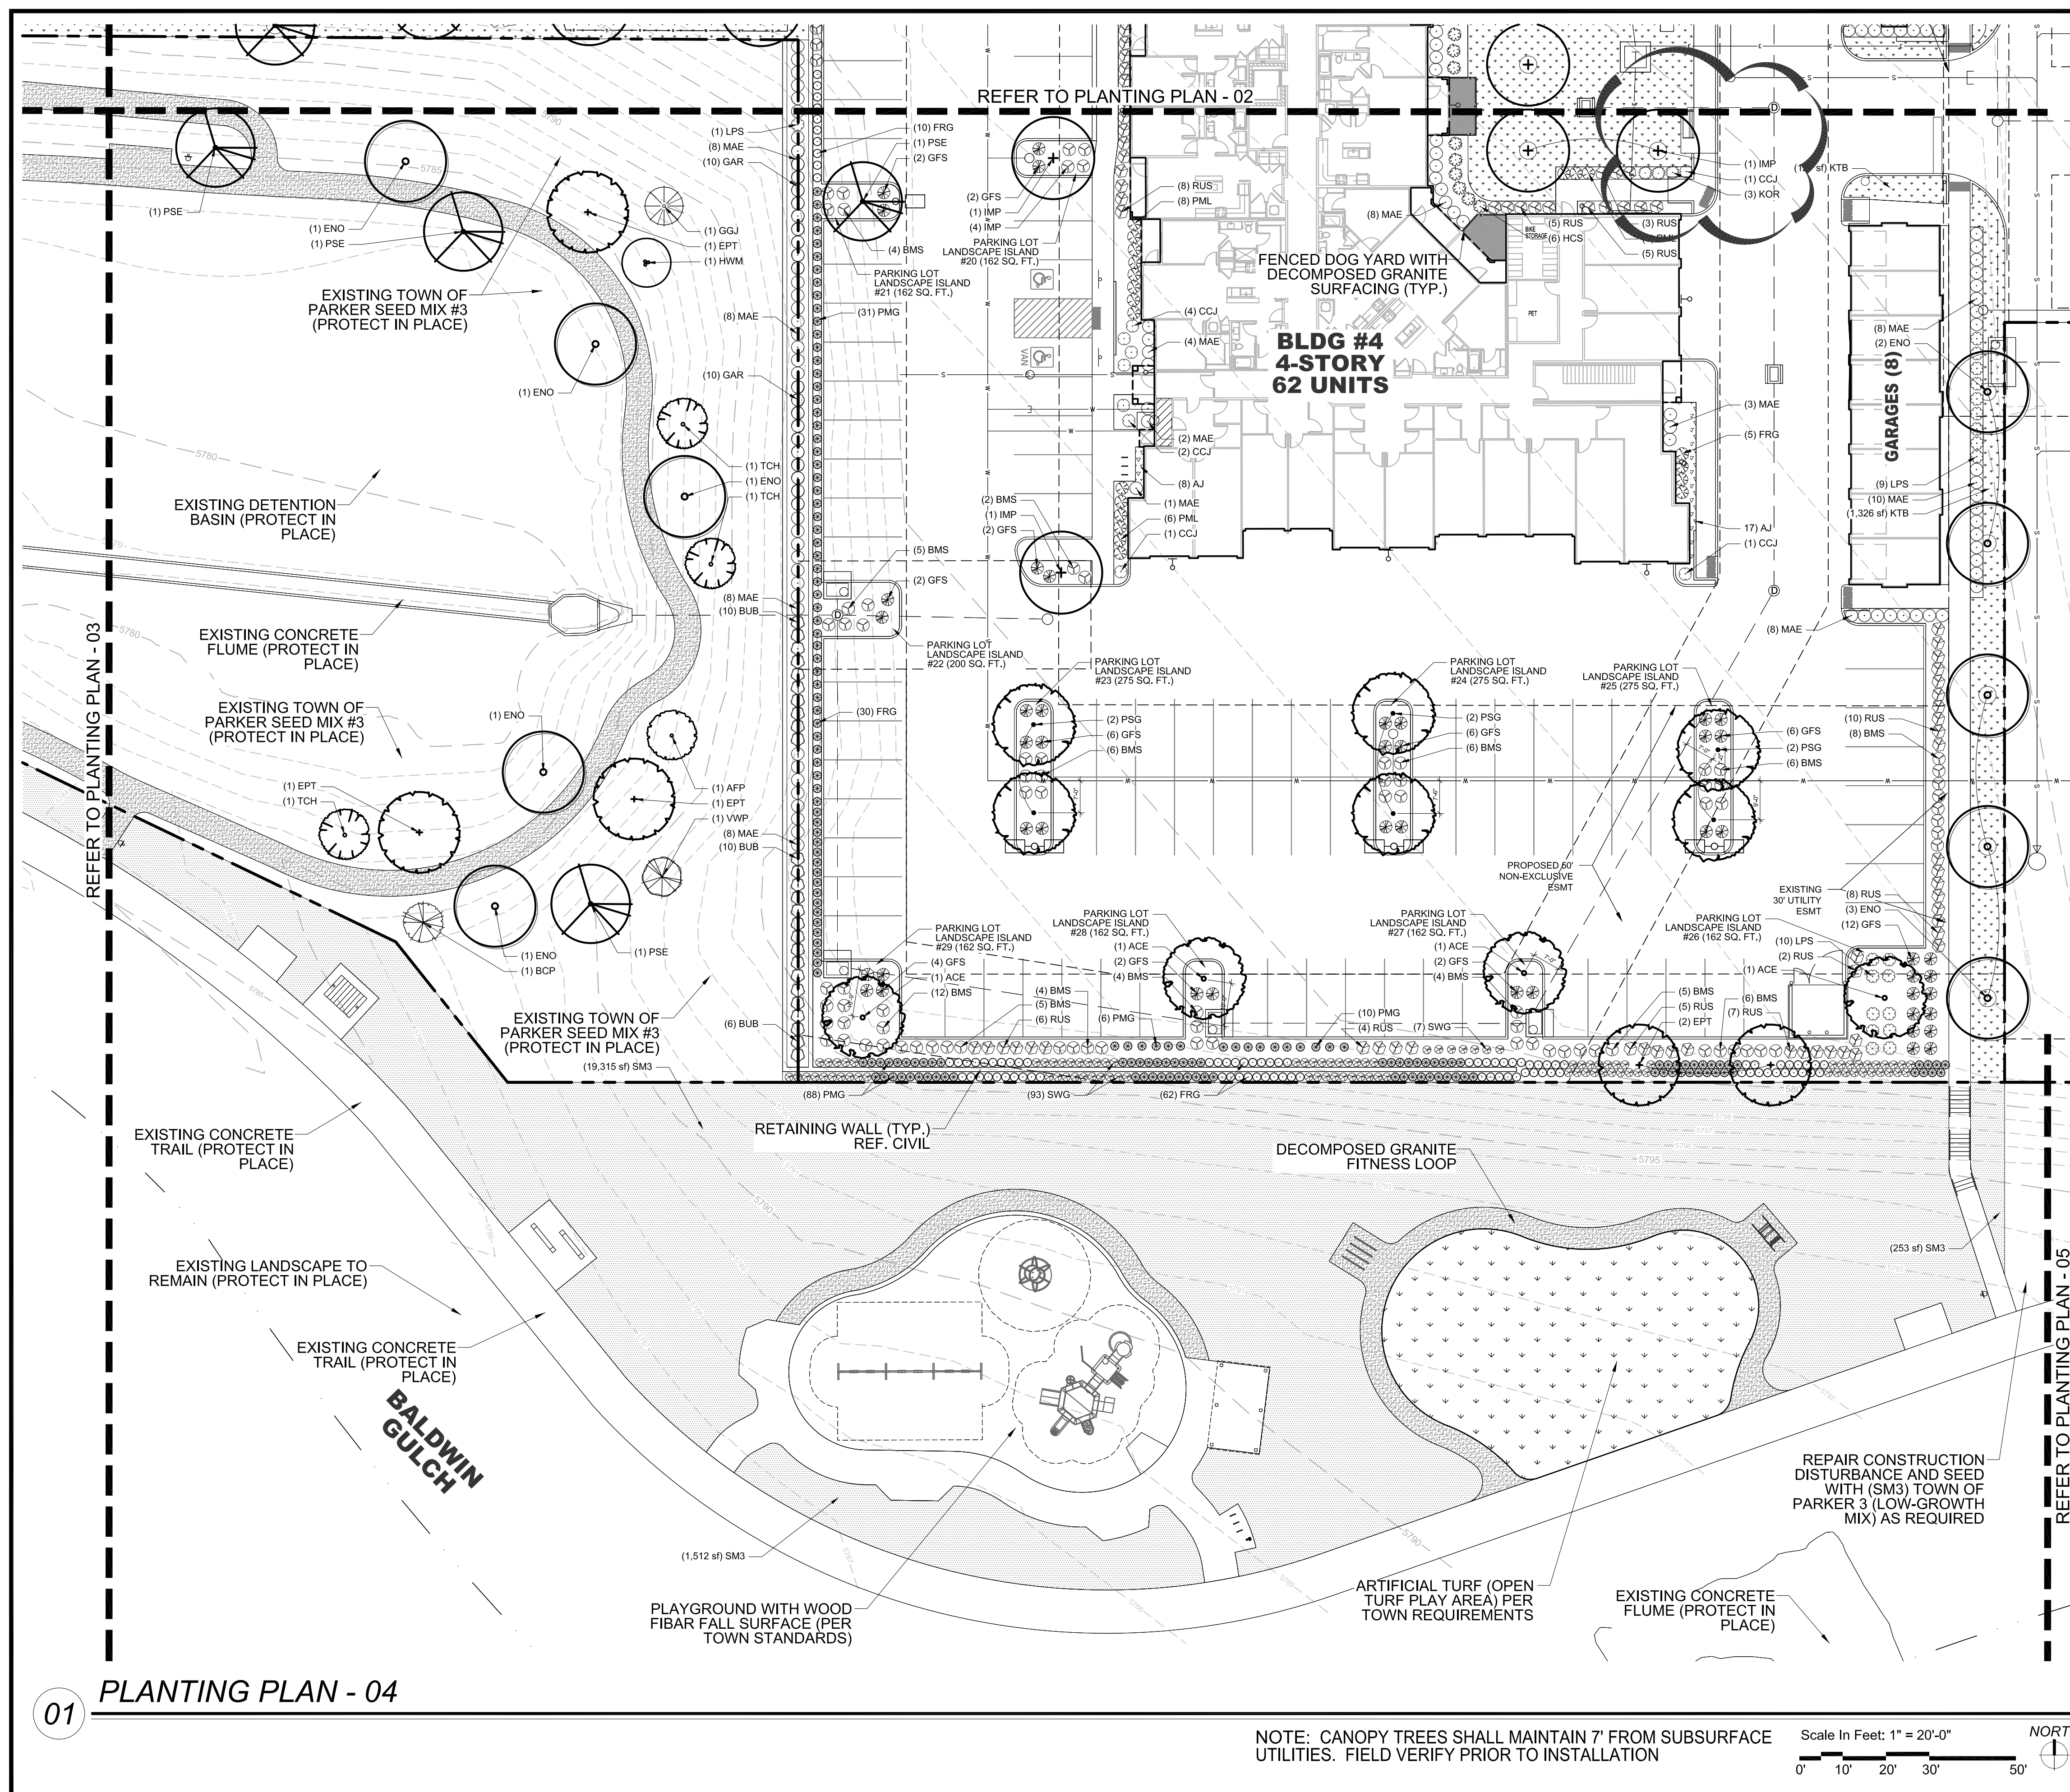 REFER TO PLANTING PLAN - 02
(1) LPS
(8) MAE
(10) GAR
(10) FRG
(1) PSE
(2) GFS
(4) BMS
PARKING LOT
LANDSCAPE ISLAND
#21 (162 SQ. FT.)
(31) PMG
(2) GFS
(1) IMP
(4) IMP
PARKING LOT
LANDSCAPE ISLAND
#20 (162 SQ. FT.)
VAN
(8) RUS
(8) PML
(8) MAE
(5) RUS
(6) HCS
BIKE
STORAGE
(3) RUS
(5) RUS
(1) IMP
(1) CCJ
(3) KOR
FENCED DOG YARD WITH
DECOMPOSED GRANITE
SURFACING (TYP.)
PET
BLDG #4
4-STORY
62 UNITS
GARAGES (8)
(8) MAE
(2) ENO
(1) PSE
(1) ENO
(1) PSE
5790
5785
(1) GGJ
(1) EPT
(1) HWM
EXISTING TOWN OF
PARKER SEED MIX #3
(PROTECT IN PLACE)
(8) MAE
(10) GAR
(1) ENO
(4) CCJ
(4) MAE
(2) MAE
(2) CCJ
(8) AJ
(1) MAE
(6) PML
(1) CCJ
(3) MAE
(5) FRG
17) AJ
(1) CCJ
(9) LPS
(10) MAE
(1,326 sf) KTB
5780
(1) TCH
(1) ENO
(1) TCH
EXISTING DETENTION
BASIN (PROTECT IN
PLACE)
5779
(2) BMS
(1) IMP
(2) GFS
(5) BMS
(2) GFS
(8) MAE
(10) BUB
REFER TO PLANTING PLAN - 03
5780
EXISTING CONCRETE
FLUME (PROTECT IN
PLACE)
PARKING LOT
LANDSCAPE ISLAND
#22 (200 SQ. FT.)
PARKING LOT
LANDSCAPE ISLAND
#23 (275 SQ. FT.)
PARKING LOT
LANDSCAPE ISLAND
#24 (275 SQ. FT.)
PARKING LOT
LANDSCAPE ISLAND
#25 (275 SQ. FT.)
(8) MAE
EXISTING TOWN OF
PARKER SEED MIX #3
(PROTECT IN PLACE)
(1) ENO
(30) FRG
(2) PSG
(6) GFS
(6) BMS
(2) PSG
(6) GFS
(6) BMS
(6) GFS
(2) PSG
(6) BMS
(10) RUS
(8) BMS
(1) EPT
(1) TCH
(1) AFP
(1) EPT
(1) VWP
(8) MAE
(10) BUB
PROPOSED 50'
NON-EXCLUSIVE
ESMT
EXISTING
30' UTILITY
ESMT
(8) RUS
(3) ENO
(12) GFS
PARKING LOT
LANDSCAPE ISLAND
#29 (162 SQ. FT.)
(4) GFS
(1) ACE
(12) BMS
PARKING LOT
LANDSCAPE ISLAND
#28 (162 SQ. FT.)
(1) ACE
(2) GFS
(4) BMS
PARKING LOT
LANDSCAPE ISLAND
#27 (162 SQ. FT.)
(1) ACE
(2) GFS
(4) BMS
PARKING LOT
LANDSCAPE ISLAND
#26 (162 SQ. FT.)
(10) LPS
(2) RUS
(1) ACE
(1) ENO
(1) BCP
(1) PSE
EXISTING TOWN OF
PARKER SEED MIX #3
(PROTECT IN PLACE)
(19,315 sf) SM3
(6) BUB
(4) BMS
(5) BMS
(6) RUS
(6) PMG
(10) PMG
(4) RUS
(7) SWG
(5) BMS
(5) RUS
(2) EPT
(6) BMS
(7) RUS
(88) PMG
(93) SWG
(62) FRG
RETAINING WALL (TYP.)
REF. CIVIL
EXISTING CONCRETE
TRAIL (PROTECT IN
PLACE)
DECOMPOSED GRANITE
FITNESS LOOP
5795
5790
(253 sf) SM3
EXISTING LANDSCAPE TO
REMAIN (PROTECT IN PLACE)
EXISTING CONCRETE
TRAIL (PROTECT IN
PLACE)
BALDWIN
GULCH
REFER TO PLANTING PLAN - 05
REPAIR CONSTRUCTION
DISTURBANCE AND SEED
WITH (SM3) TOWN OF
PARKER 3 (LOW-GROWTH
MIX) AS REQUIRED
5790
(1,512 sf) SM3
PLAYGROUND WITH WOOD
FIBAR FALL SURFACE (PER
TOWN STANDARDS)
ARTIFICIAL TURF (OPEN
TURF PLAY AREA) PER
TOWN REQUIREMENTS
EXISTING CONCRETE
FLUME (PROTECT IN
PLACE)
01
PLANTING PLAN - 04
NOTE: CANOPY TREES SHALL MAINTAIN 7' FROM SUBSURFACE
UTILITIES. FIELD VERIFY PRIOR TO INSTALLATION
Scale In Feet: 1" = 20'-0"
0' 10' 20' 30' 50'
NORT